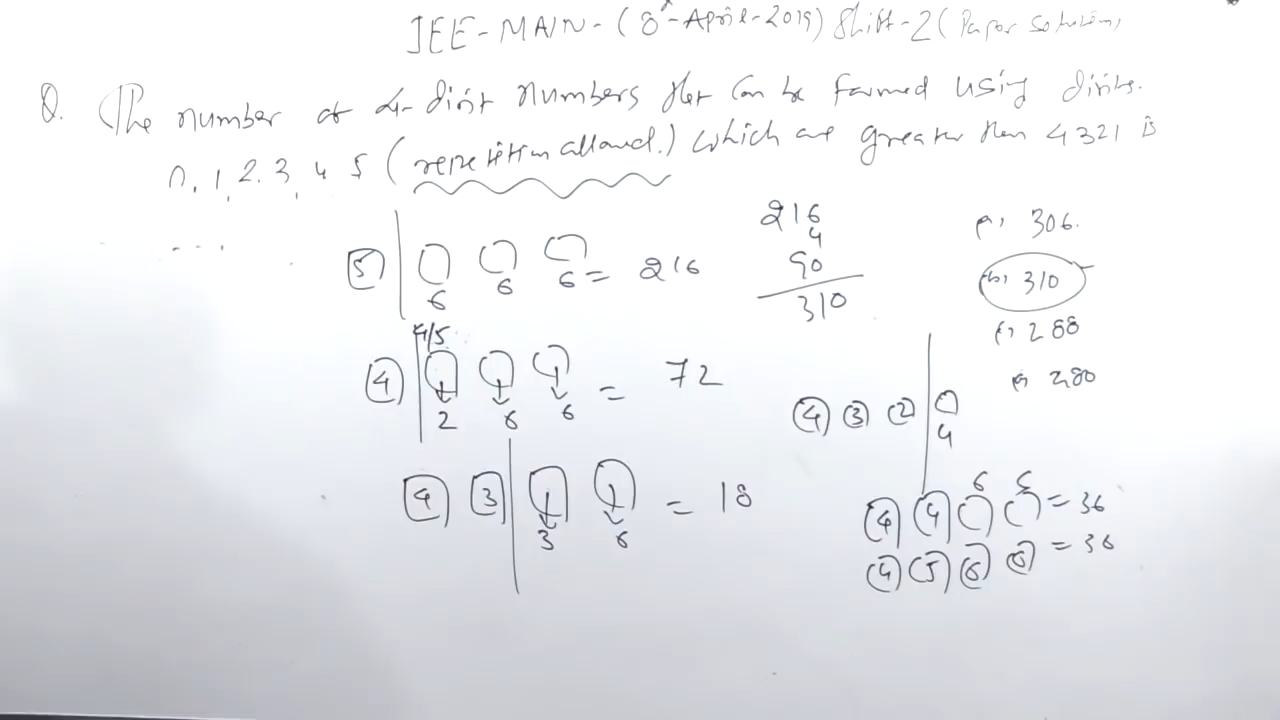 JEE-MAIN-(8-April-2019) Shift-2 (Paper solution)
Q. The number of 4-digit numbers that can be formed using digits.
0, 1, 2. 3, 4 5 (repetition allowed.) which are greater then 4321 is
....
5 6 6 6 = 216
216
4
90
310
306.
(b) 310
288
280
4/5
4 2 6 6 = 72
4 3 2 4
4 3 3 6 = 18
4 4 6 6 = 36
4 5 6 6 = 36